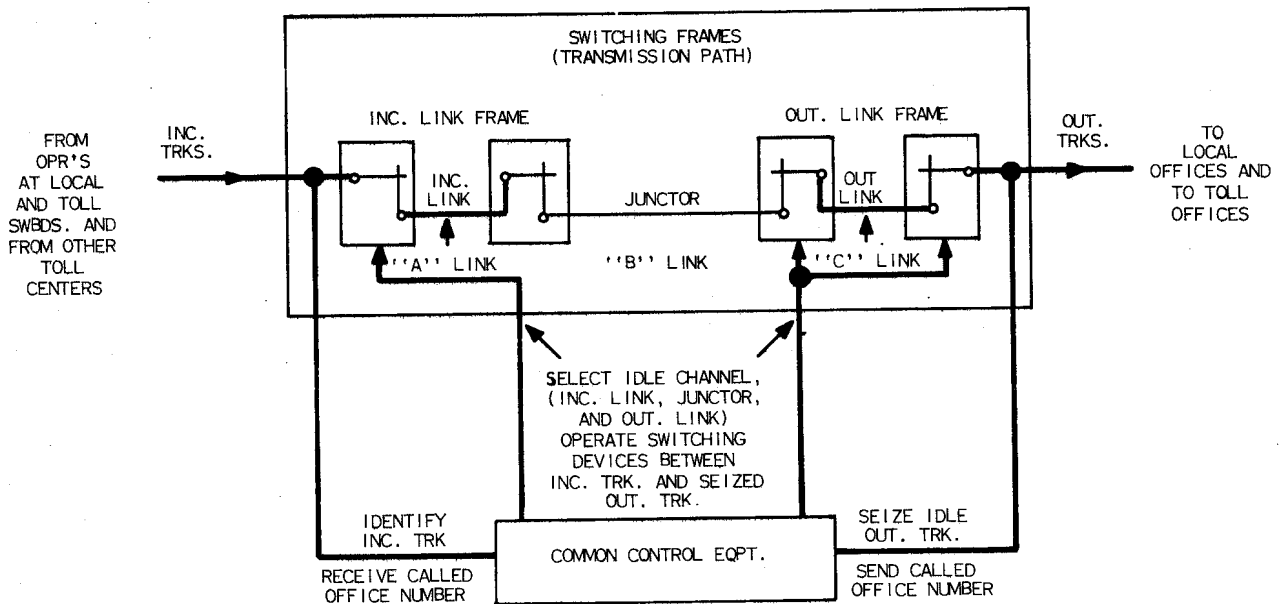 SWITCHING FRAMES
(TRANSMISSION PATH)
INC. LINK FRAME
OUT. LINK FRAME
FROM
OPR'S
AT LOCAL
AND TOLL
SWBDS. AND
FROM OTHER
TOLL
CENTERS
INC.
TRKS.
INC.
LINK
JUNCTOR
OUT
LINK
OUT.
TRKS.
TO
LOCAL
OFFICES AND
TO TOLL
OFFICES
''A'' LINK
''B'' LINK
''C'' LINK
SELECT IDLE CHANNEL,
(INC. LINK, JUNCTOR,
AND OUT. LINK)
OPERATE SWITCHING
DEVICES BETWEEN
INC. TRK. AND SEIZED
OUT. TRK.
IDENTIFY
INC. TRK
RECEIVE CALLED
OFFICE NUMBER
COMMON CONTROL EQPT.
SEIZE IDLE
OUT. TRK.
SEND CALLED
OFFICE NUMBER